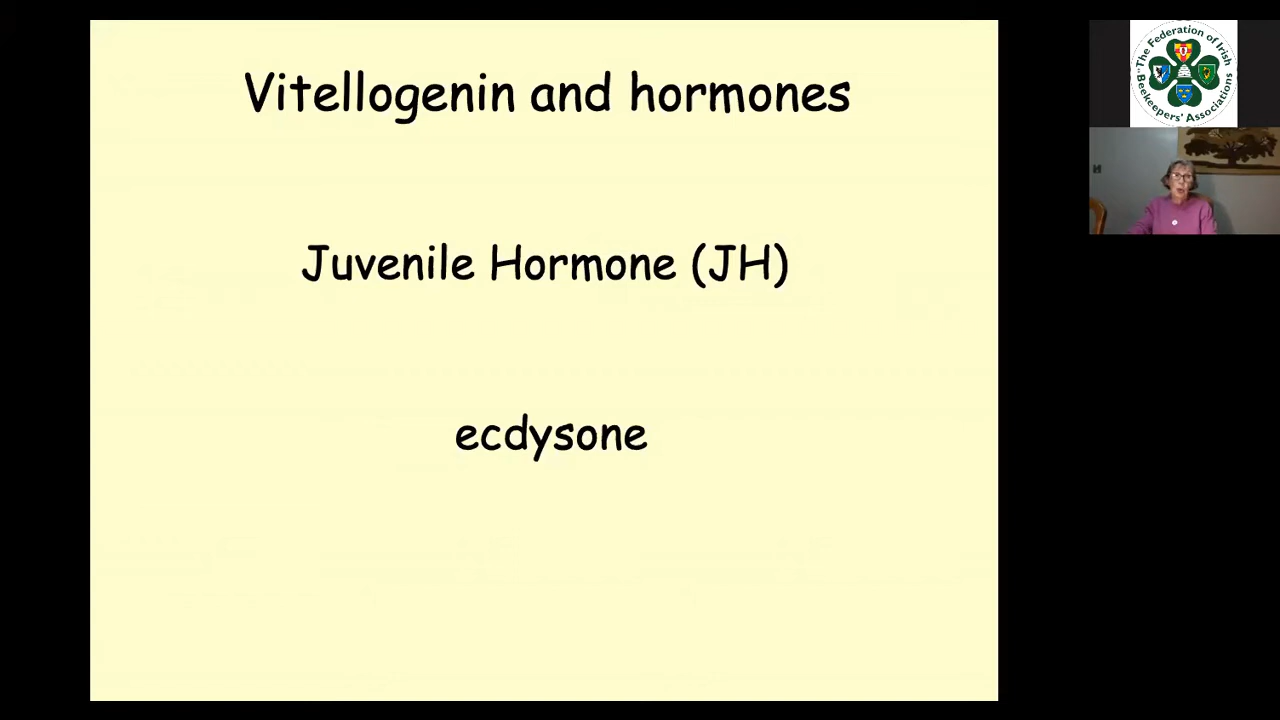 Vitellogenin and hormones
Juvenile Hormone (JH)
ecdysone
"The Federation of Irish
Beekeepers' Associations"